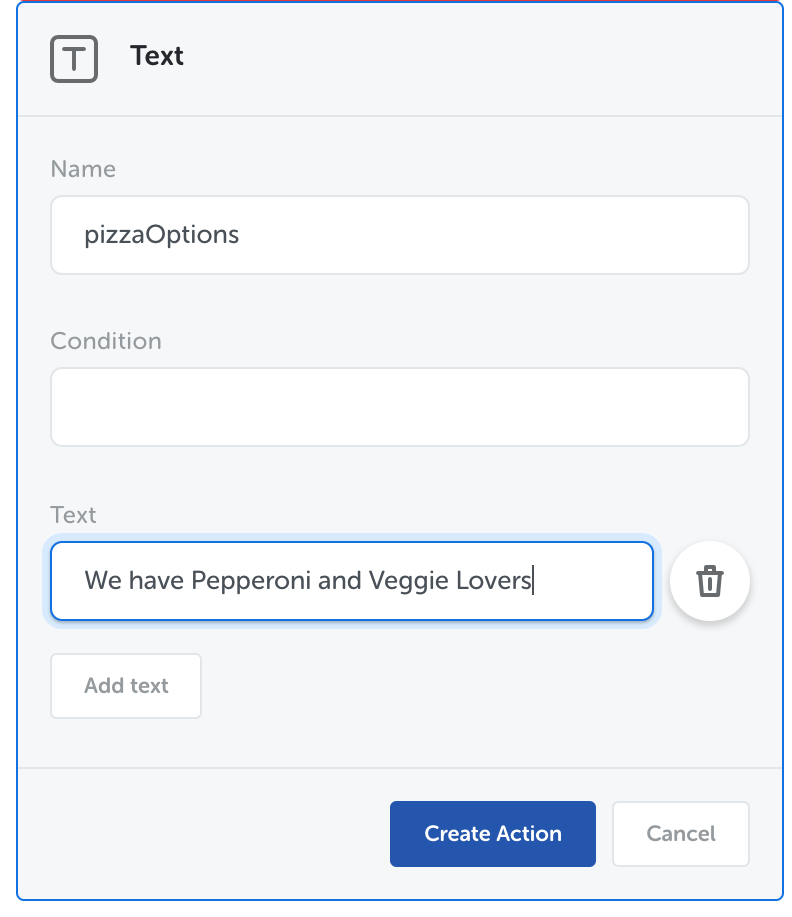 T Text
Name
pizzaOptions
Condition
Text
We have Pepperoni and Veggie Lovers
Add text
Create Action Cancel